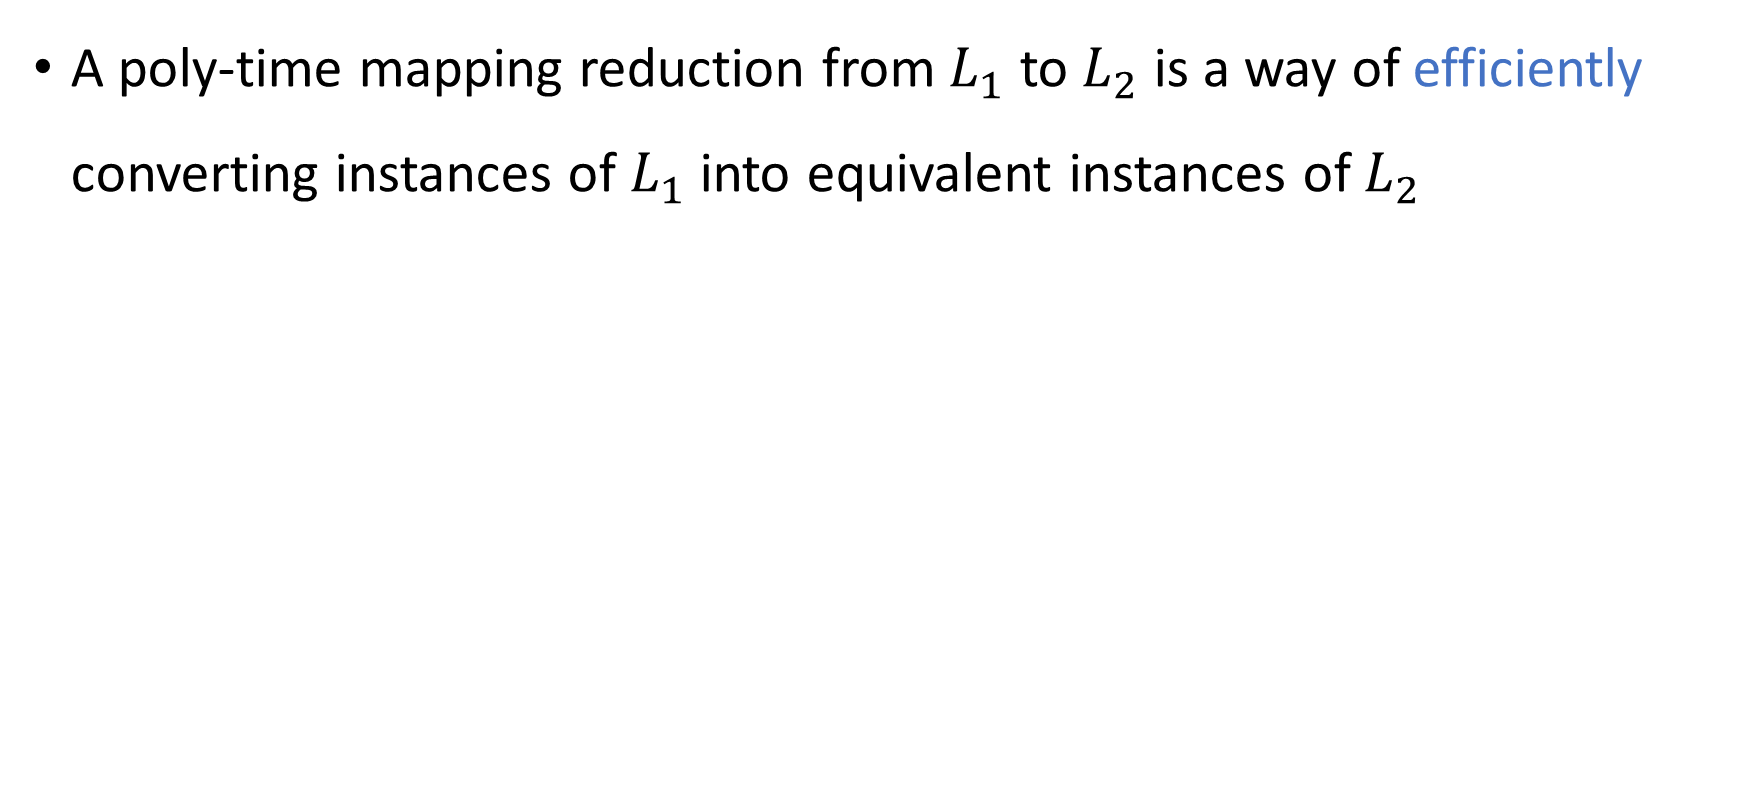 • A poly-time mapping reduction from L₁ to L₂ is a way of efficiently
converting instances of L₁ into equivalent instances of L₂